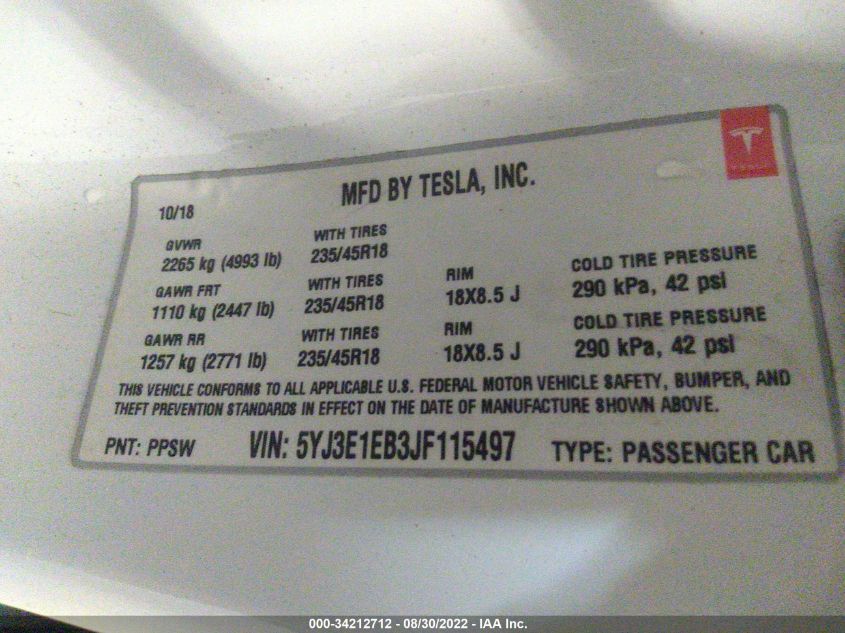 MFD BY TESLA, INC.
10/18
GVWR WITH TIRES
2265 kg (4993 lb) 235/45R18
GAWR FRT WITH TIRES RIM COLD TIRE PRESSURE
1110 kg (2447 lb) 235/45R18 18X8.5 J 290 kPa, 42 psi
GAWR RR WITH TIRES RIM COLD TIRE PRESSURE
1257 kg (2771 lb) 235/45R18 18X8.5 J 290 kPa, 42 psi
THIS VEHICLE CONFORMS TO ALL APPLICABLE U.S. FEDERAL MOTOR VEHICLE SAFETY, BUMPER, AND
THEFT PREVENTION STANDARDS IN EFFECT ON THE DATE OF MANUFACTURE SHOWN ABOVE.
PNT: PPSW VIN: 5YJ3E1EB3JF115497 TYPE: PASSENGER CAR
000-34212712 - 08/30/2022 - IAA Inc.